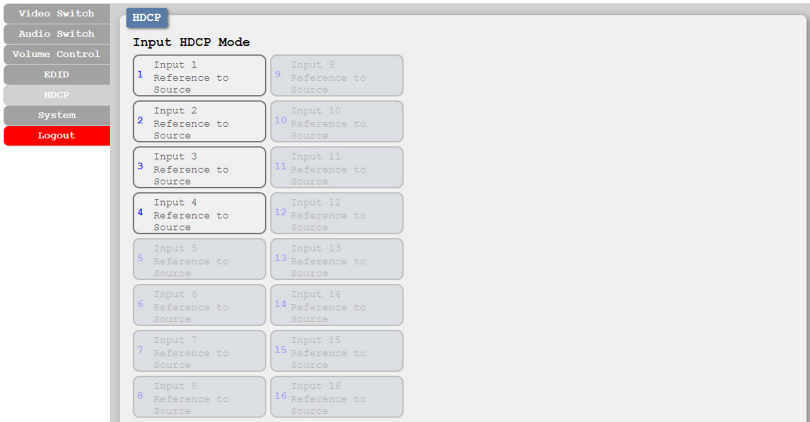 Video Switch
Audio Switch
Volume Control
EDID
HDCP
System
Logout
HDCP
Input HDCP Mode
1 Input 1
Reference to
Source
2 Input 2
Reference to
Source
3 Input 3
Reference to
Source
4 Input 4
Reference to
Source
5 Input 5
Reference to
Source
6 Input 6
Reference to
Source
7 Input 7
Reference to
Source
8 Input 8
Reference to
Source
9 Input 9
Reference to
Source
10 Input 10
Reference to
Source
11 Input 11
Reference to
Source
12 Input 12
Reference to
Source
13 Input 13
Reference to
Source
14 Input 14
Reference to
Source
15 Input 15
Reference to
Source
16 Input 16
Reference to
Source